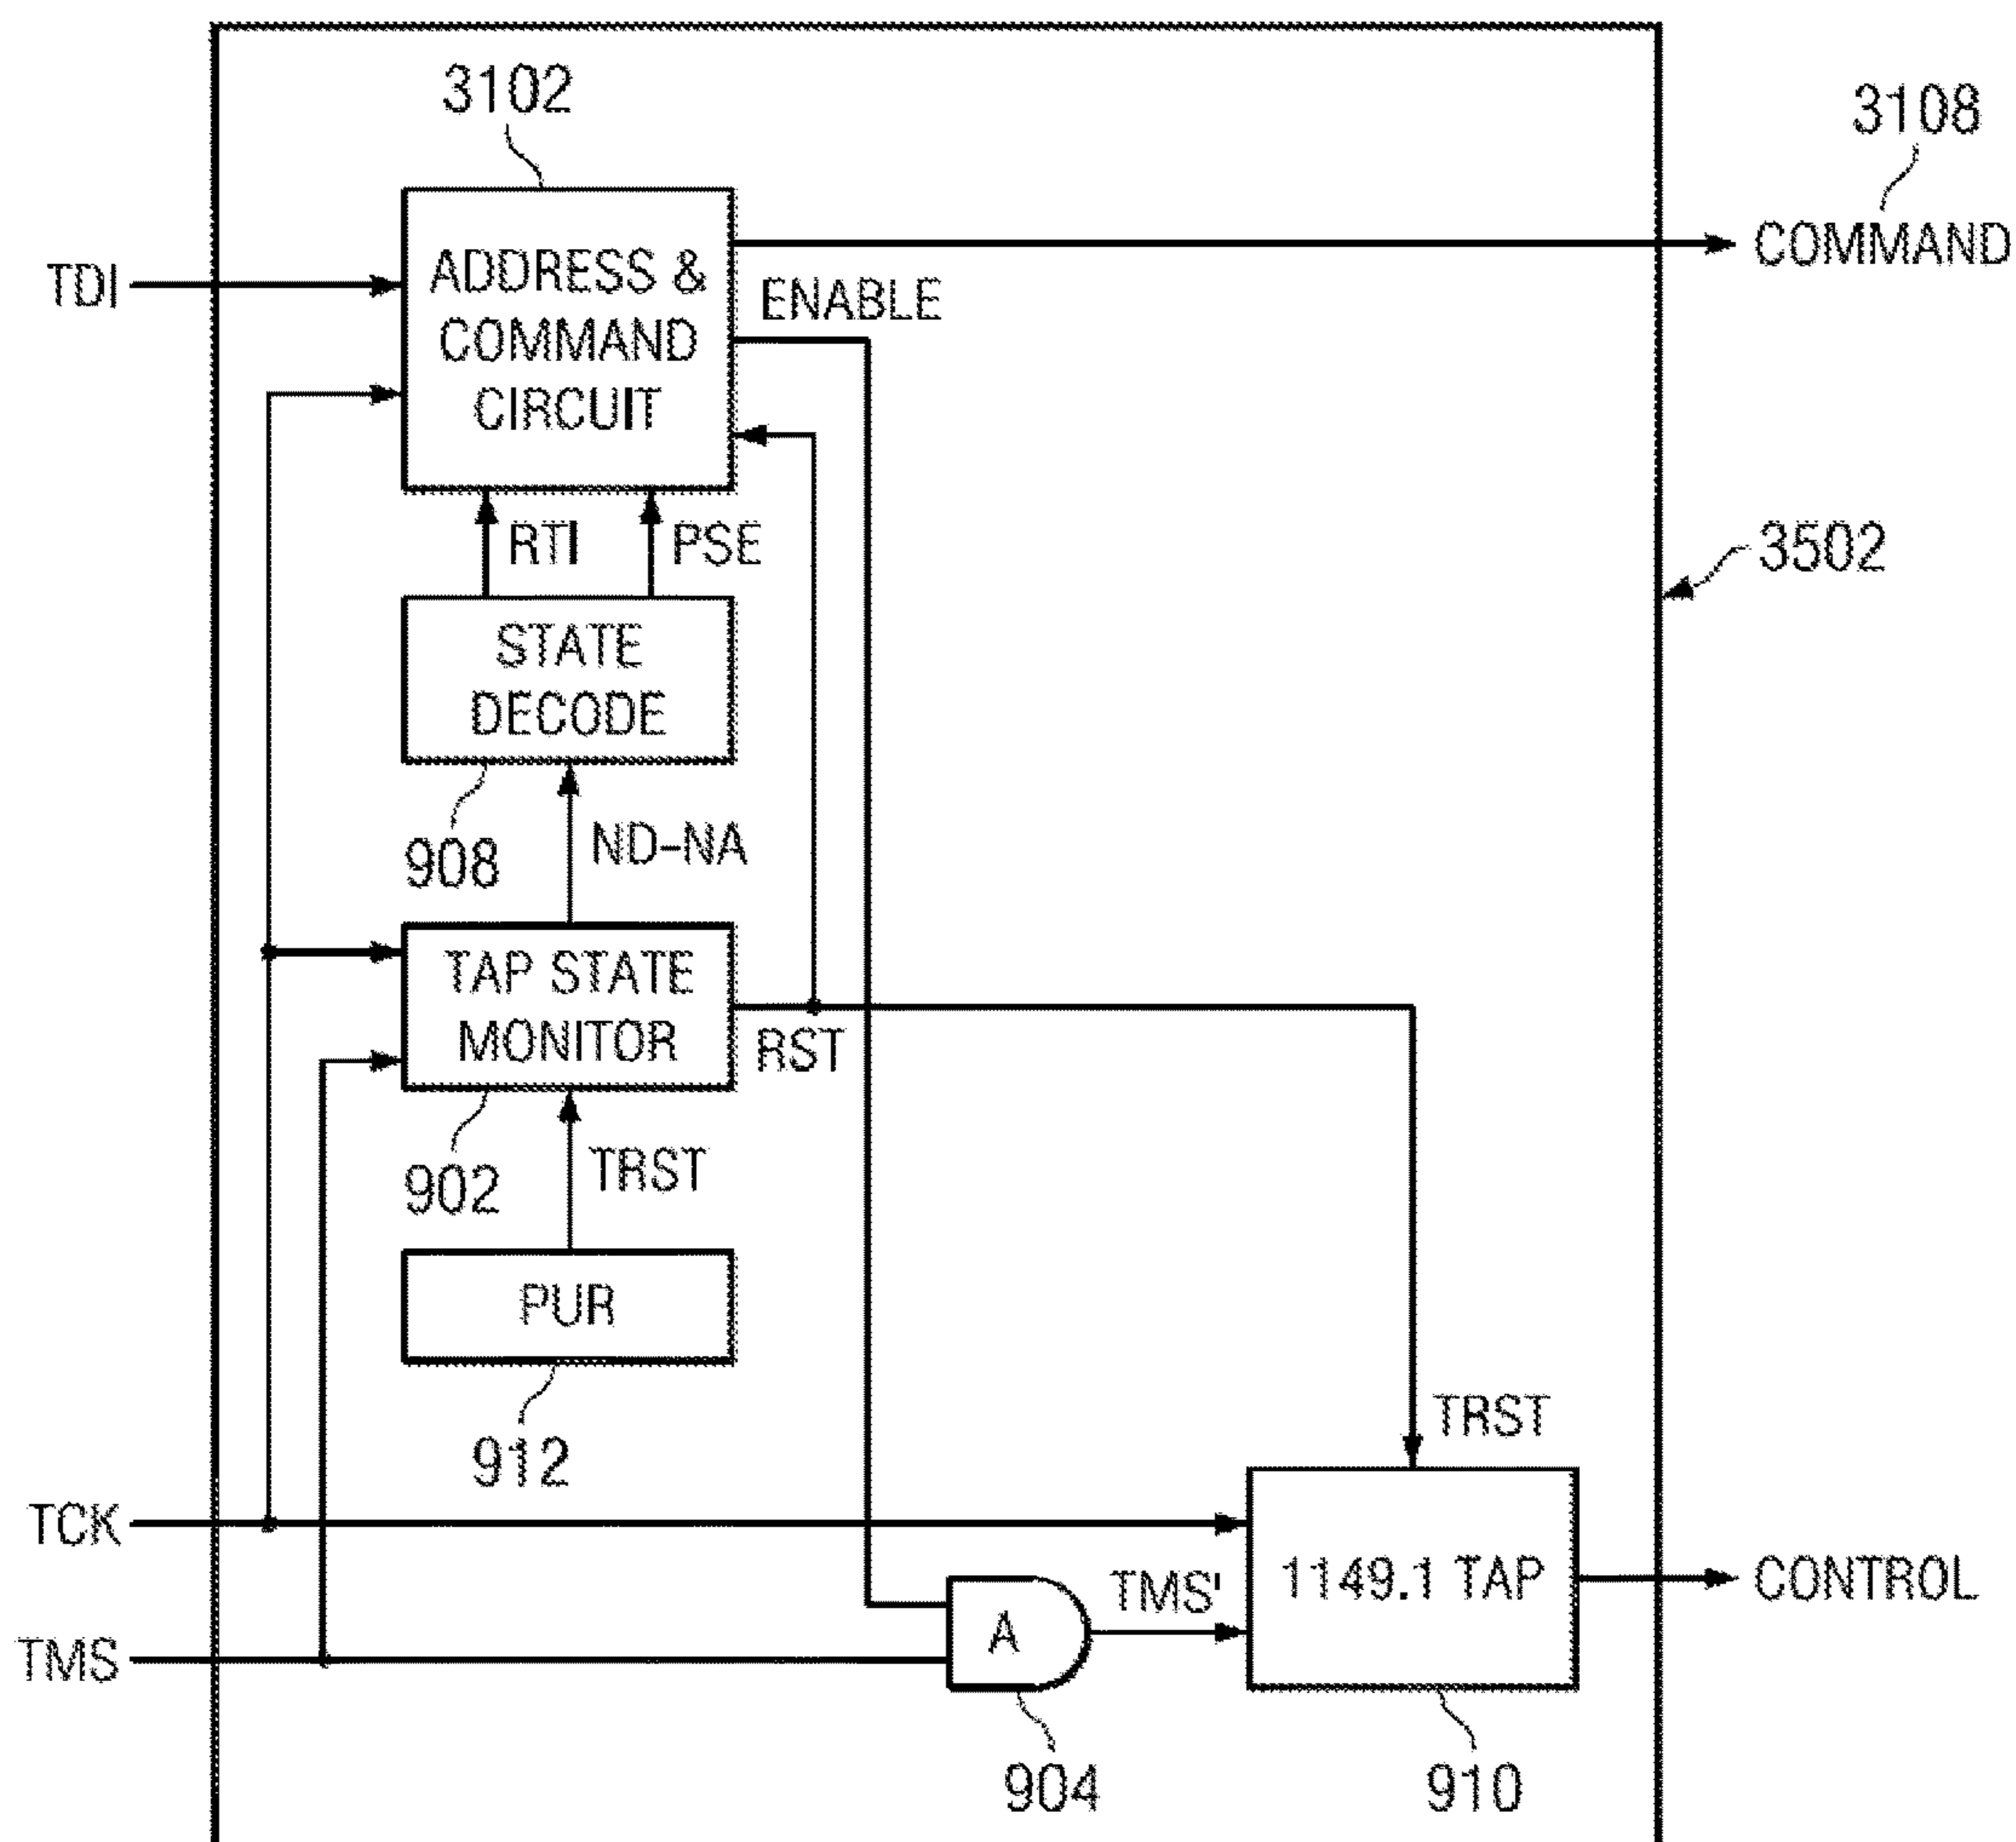 3102
3108
COMMAND
TDI
ADDRESS &
COMMAND
CIRCUIT
ENABLE
RTI
PSE
3502
STATE
DECODE
908
ND-NA
TAP STATE
MONITOR
RST
902
TRST
PUR
912
TRST
TCK
1149.1 TAP
CONTROL
TMS'
A
TMS
904
910